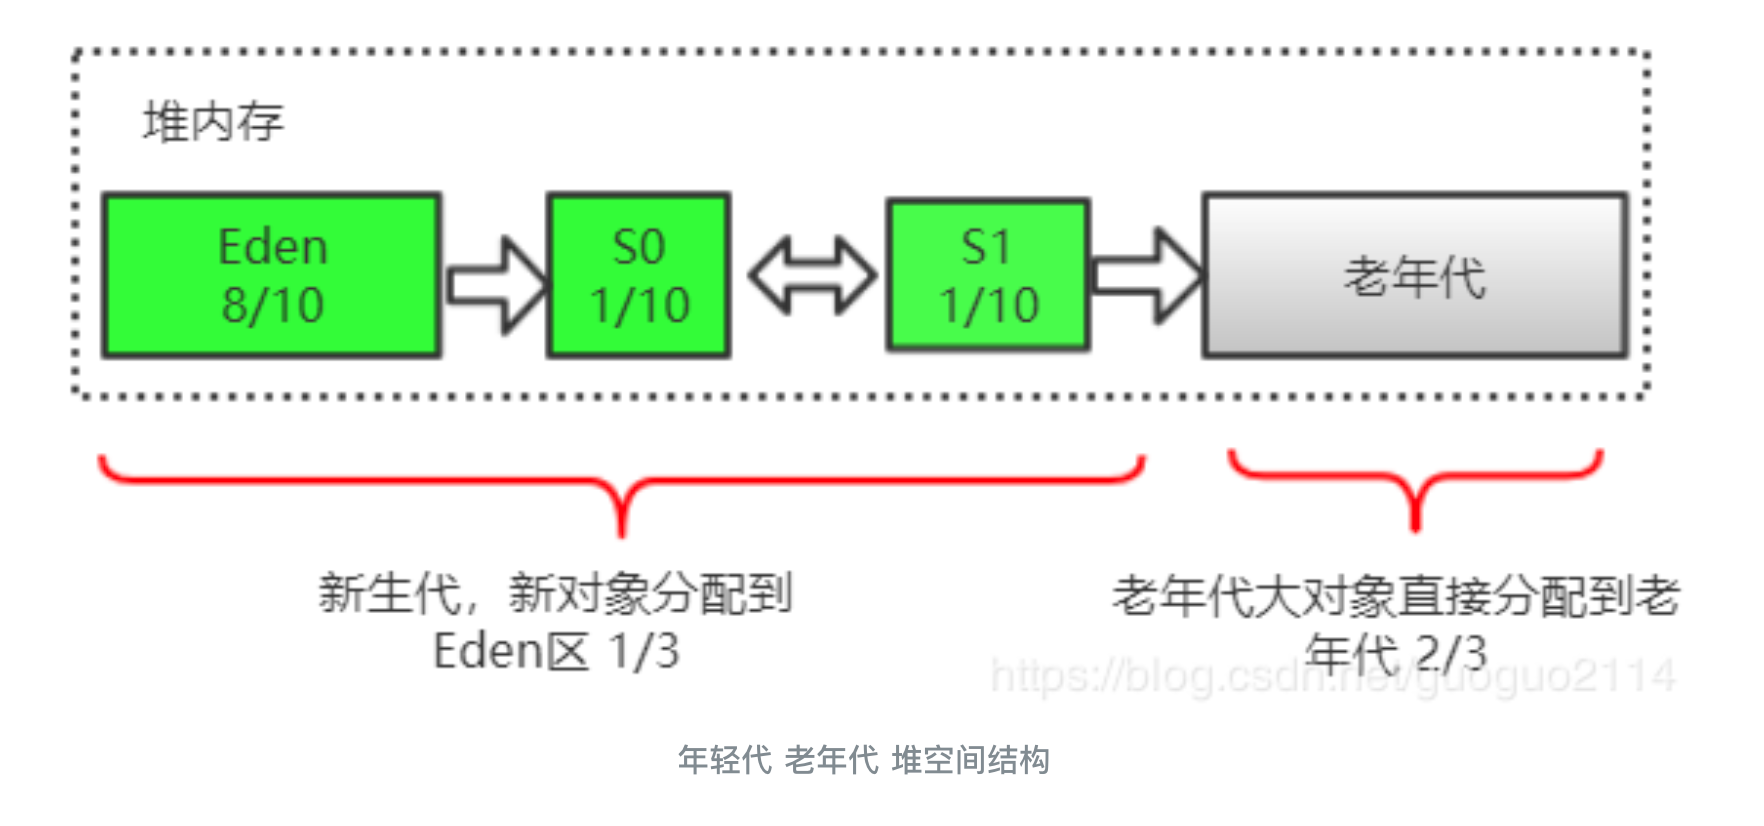 堆内存
Eden
8/10
S0
1/10
S1
1/10
老年代
新生代，新对象分配到
Eden区 1/3
老年代大对象直接分配到老
年代 2/3
https://blog.csdn.net/guoguo2114
年轻代 老年代 堆空间结构